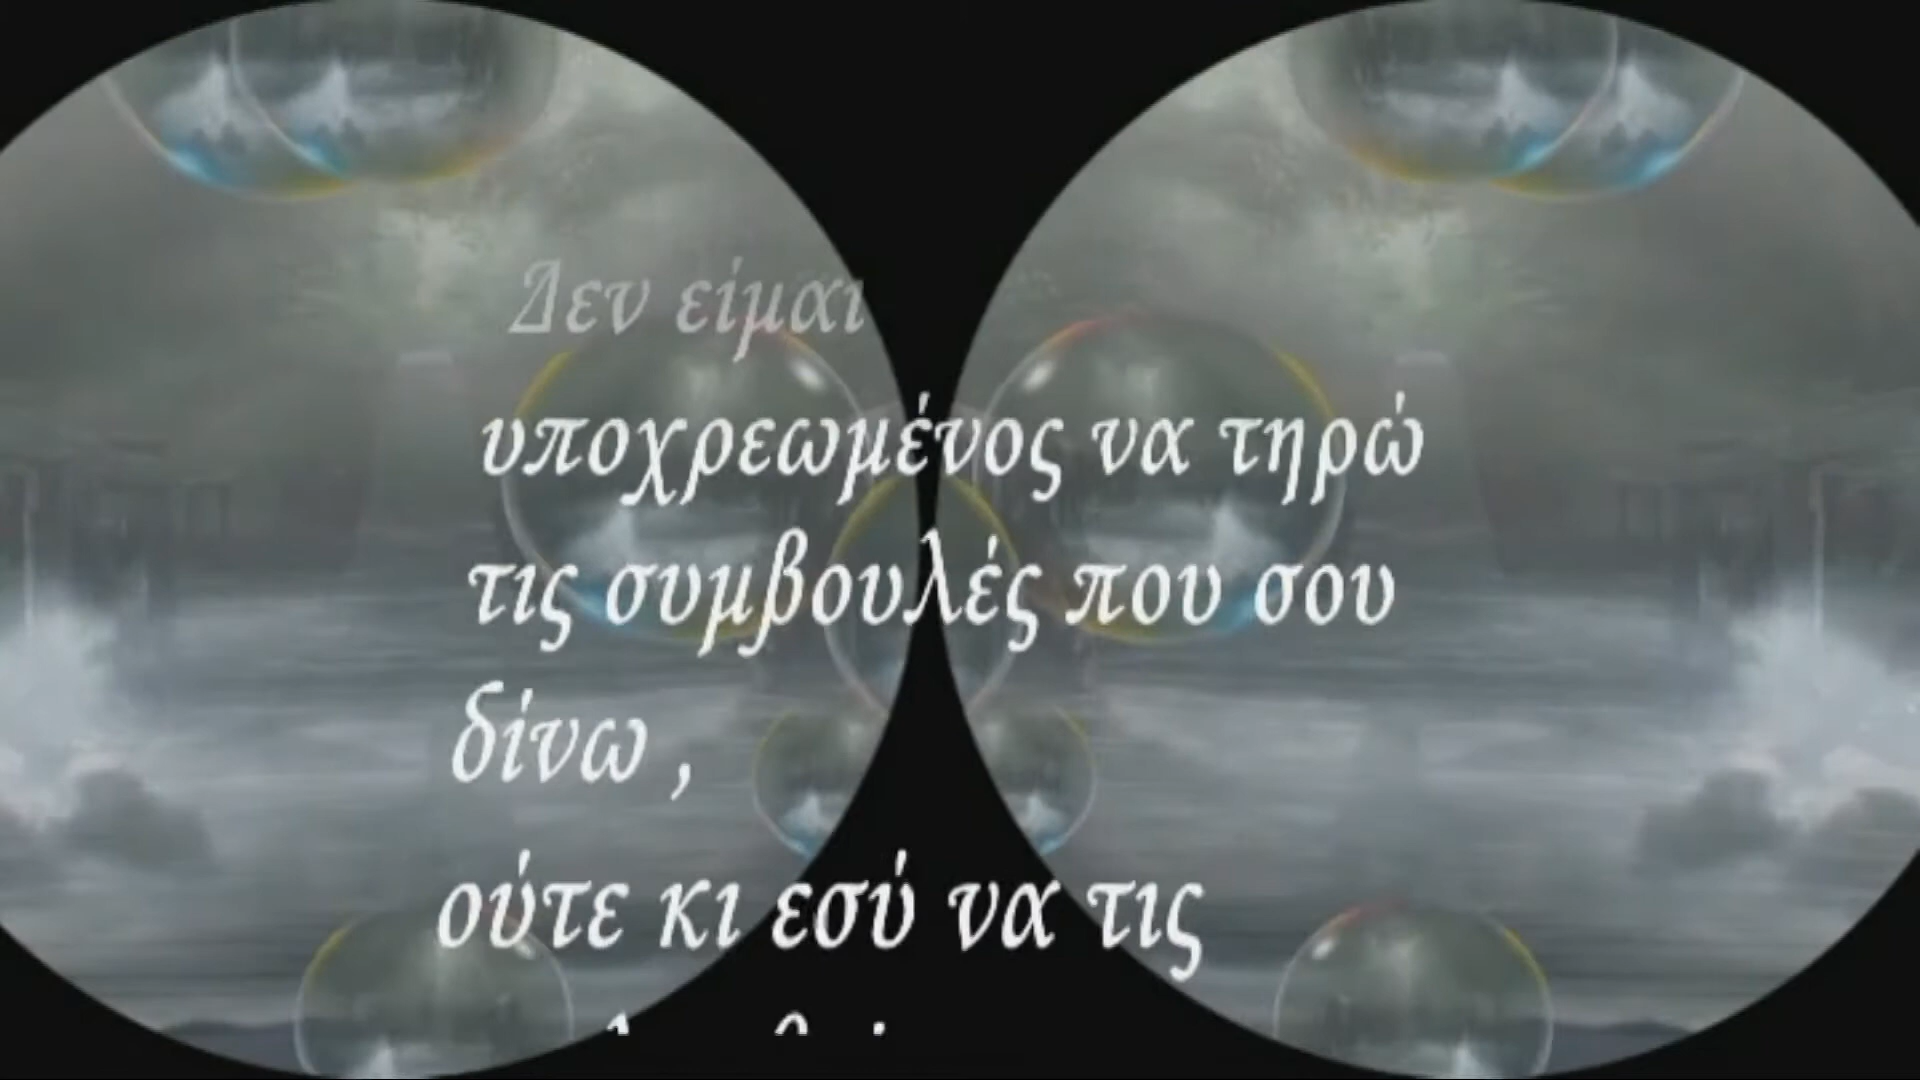 Δεν είμαι
υποχρεωμένος να τηρώ
τις συμβουλές που σου
δίνω ,
ούτε κι εσύ να τις